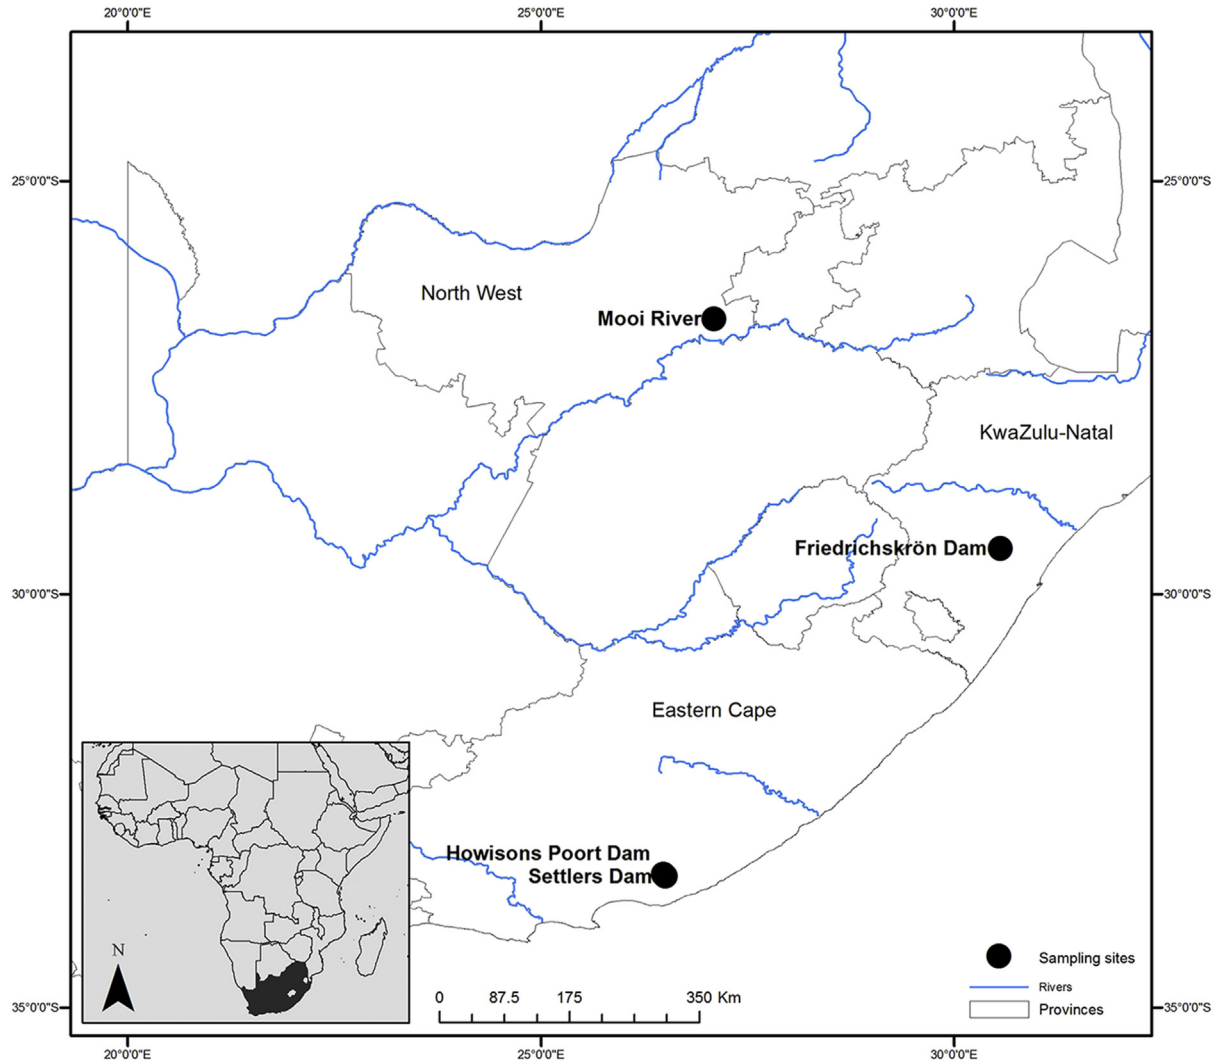 20°0'0"E 25°0'0"E 30°0'0"E
25°0'0"S 25°0'0"S
North West
Mooi River
KwaZulu-Natal
Friedrichskrön Dam
30°0'0"S 30°0'0"S
Eastern Cape
Howisons Poort Dam
Settlers Dam
N
Sampling sites
Rivers
Provinces
0 87.5 175 350 Km
35°0'0"S 35°0'0"S
20°0'0"E 25°0'0"E 30°0'0"E